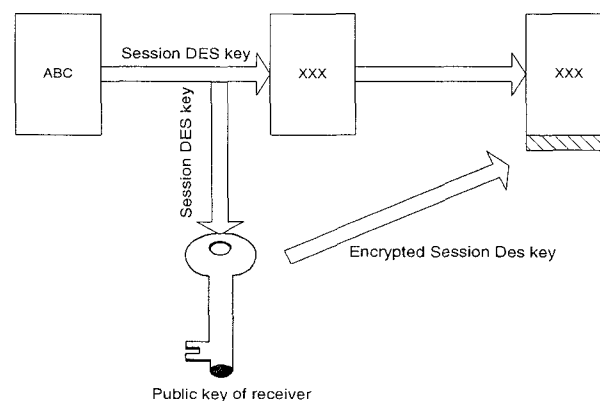 Session DES key
ABC
XXX
XXX
Session DES key
Encrypted Session Des key
Public key of receiver